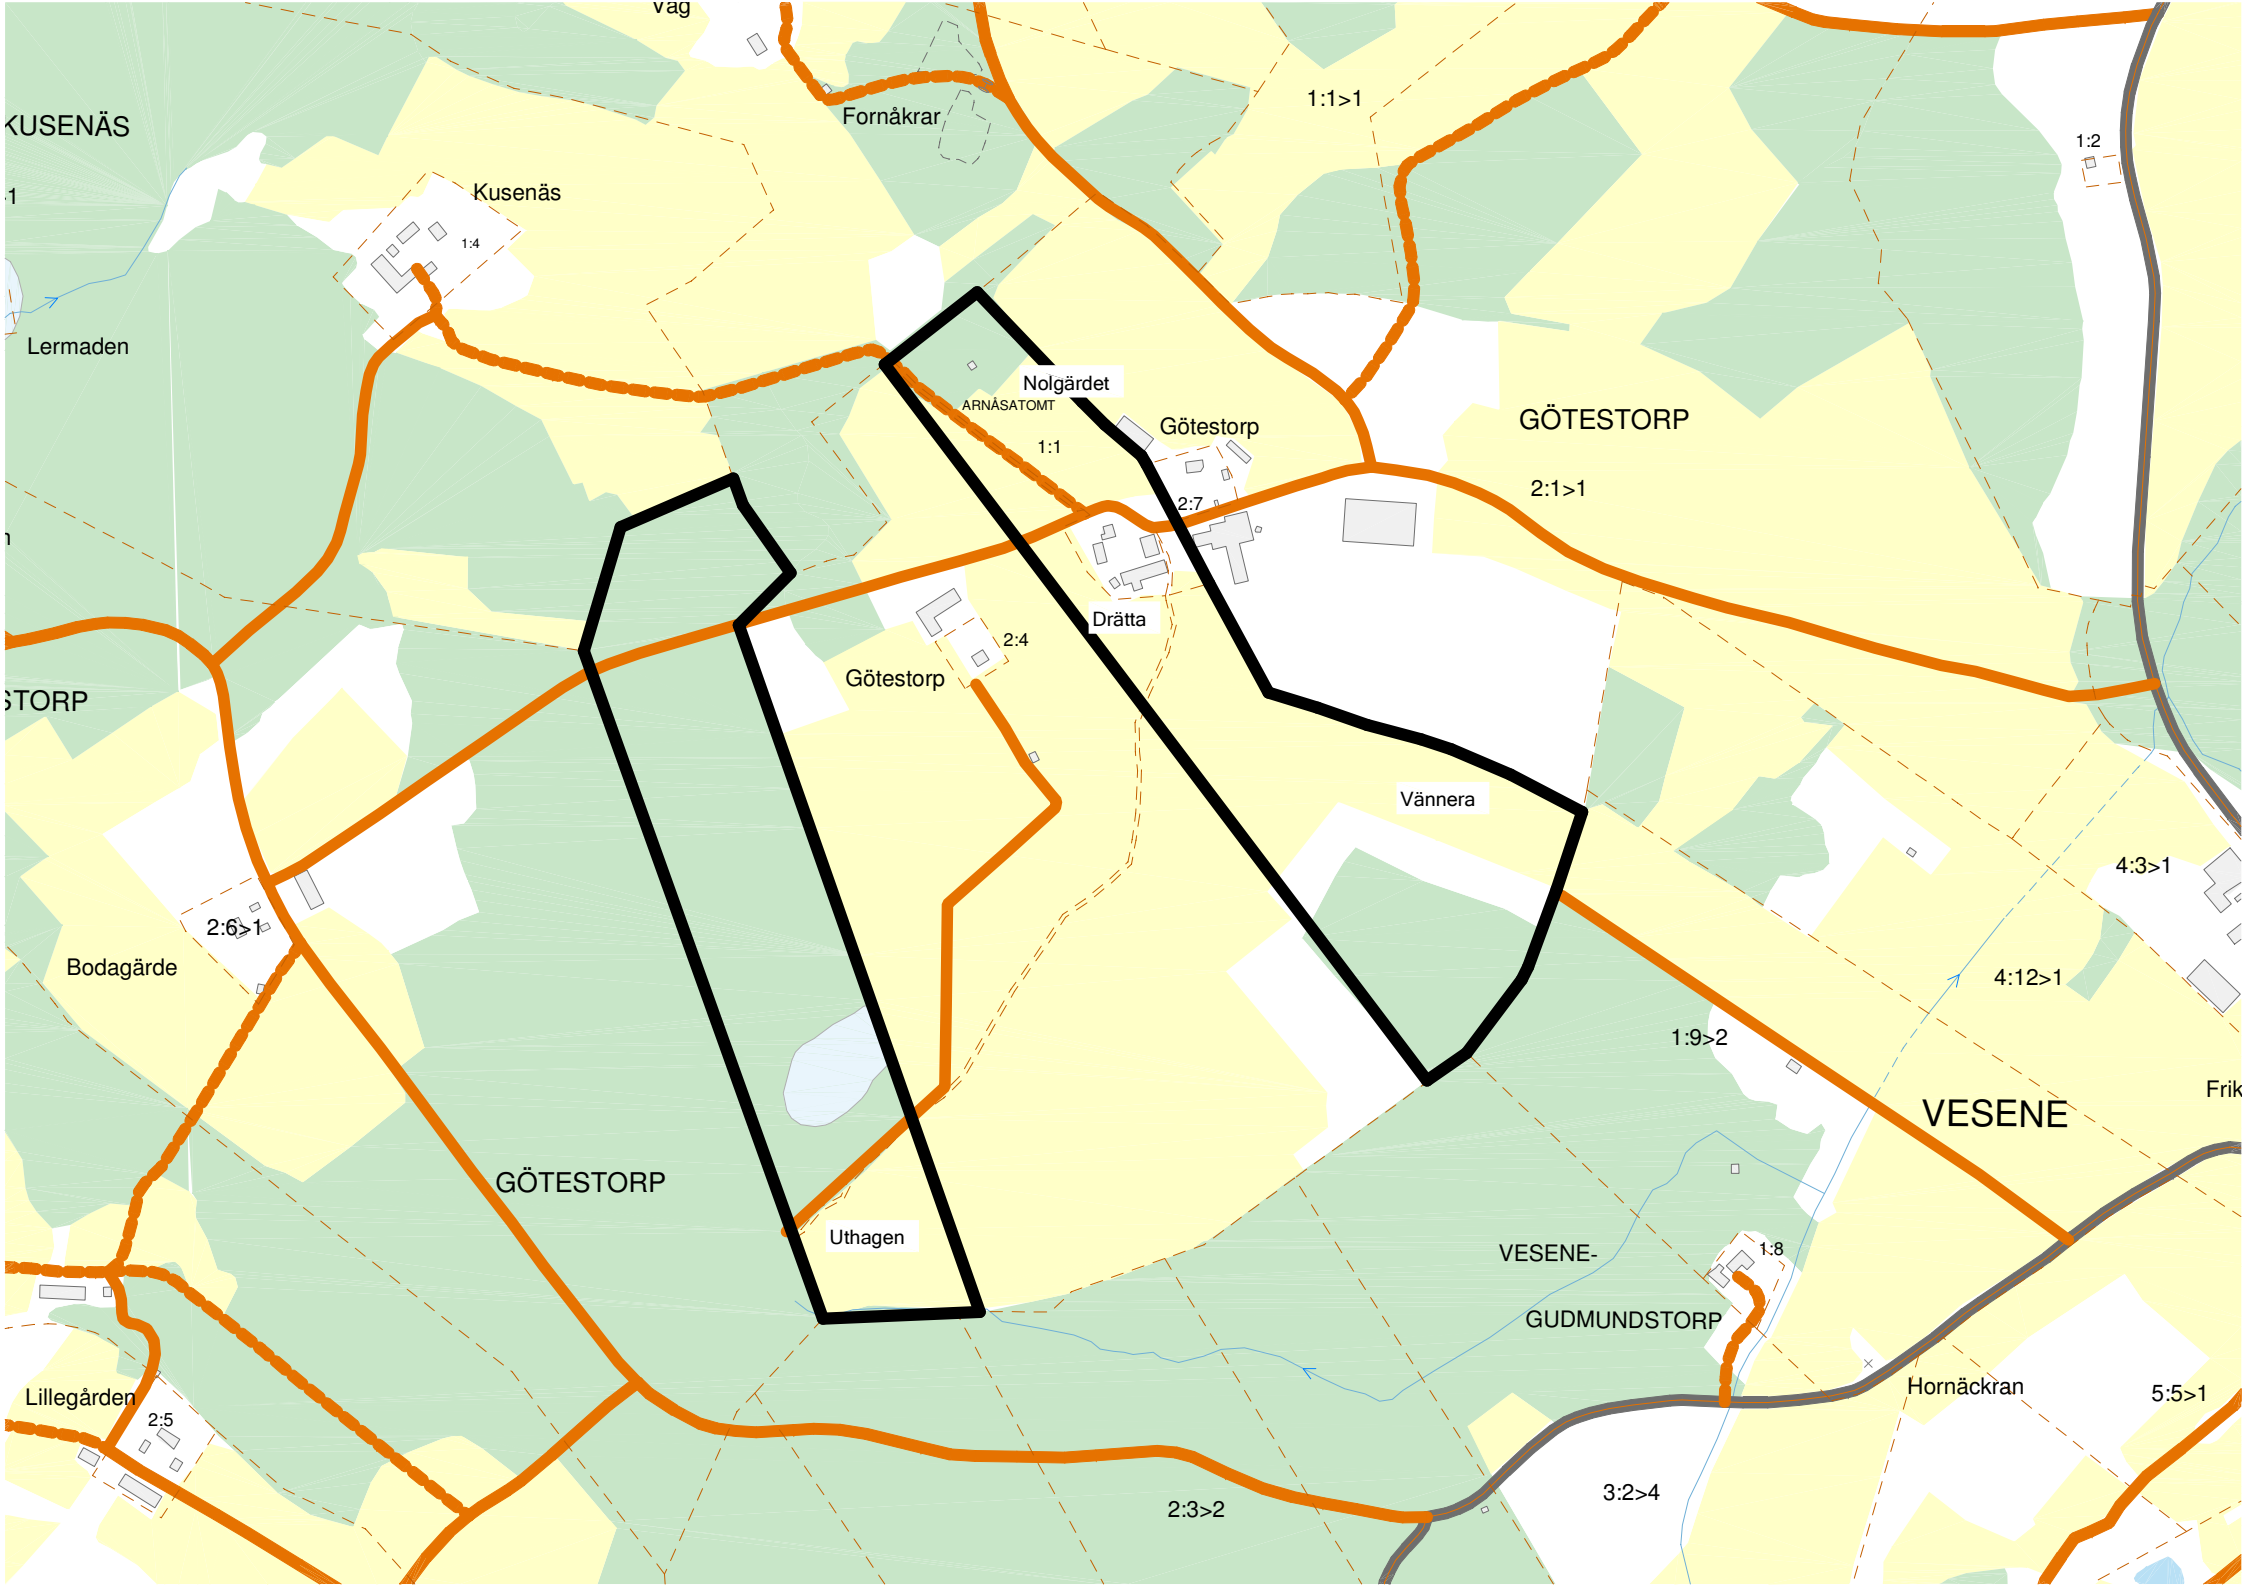 Väg
1:1>1
Fornåkrar
KUSENÄS
1:2
Kusenäs
1:4
Lermaden
Nolgärdet
ARNÅSATOMT
Götestorp
GÖTESTORP
1:1
2:1>1
2:7
Drätta
2:4
Götestorp
STORP
Vännera
4:3>1
2:6>1
Bodagärde
4:12>1
1:9>2
Frik
VESENE
GÖTESTORP
Uthagen
VESENE-
1:8
GUDMUNDSTORP
Hornäckran
Lillegården
5:5>1
2:5
3:2>4
2:3>2